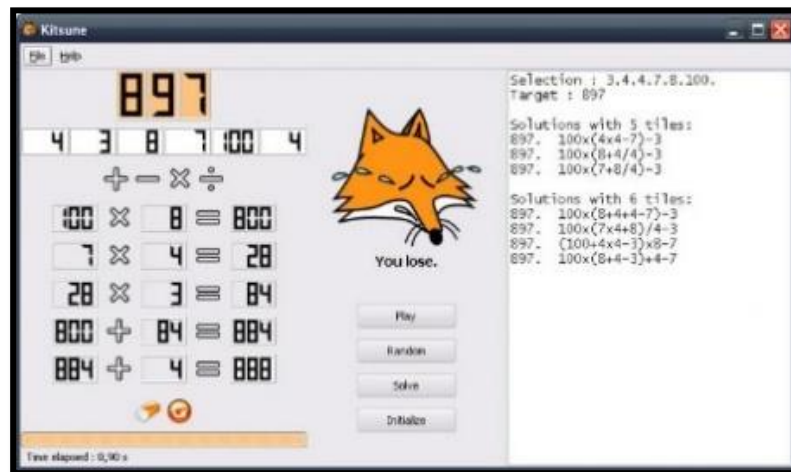 Kitsune
File Help
897
4 3 8 7 100 4
+ − × ÷
100 × 8 = 800
7 × 4 = 28
28 × 3 = 84
800 + 84 = 884
884 + 4 = 888
Time elapsed : 8,90 s
You lose.
Play
Random
Solve
Initialize
Selection : 3.4.4.7.8.100.
Target : 897
Solutions with 5 tiles:
897. 100x(4x4-7)-3
897. 100x(8+4/4)-3
897. 100x(7+8/4)-3
Solutions with 6 tiles:
897. 100x(8+4+4-7)-3
897. 100x(7x4+8)/4-3
897. (100+4x4-3)x8-7
897. 100x(8+4-3)+4-7